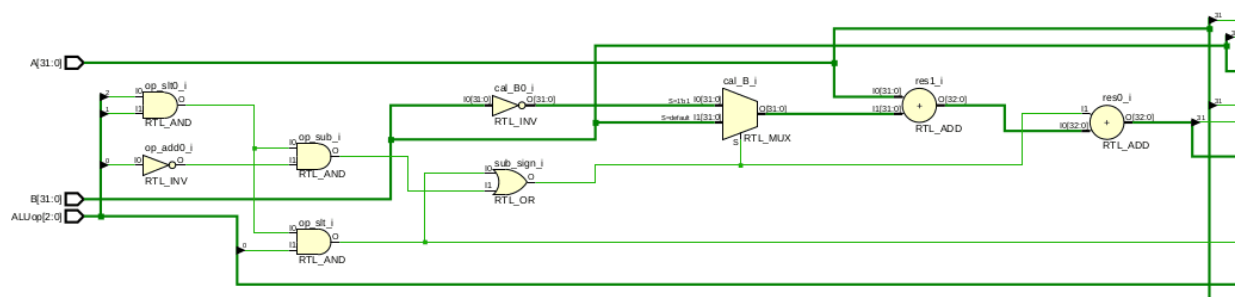 31
2
A[31:0]
op_slt0_i
2
I0
O
1
I1
RTL_AND
op_add0_i
0
I0
O
RTL_INV
op_sub_i
I0
O
I1
RTL_AND
cal_B0_i
I0[31:0]
O[31:0]
RTL_INV
cal_B_i
S=1'b1
I0[31:0]
O[31:0]
S=default
I1[31:0]
S
RTL_MUX
res1_i
I0[31:0]
O[32:0]
I1[31:0]
+
RTL_ADD
31
res0_i
I1
O[32:0]
31
I0[32:0]
+
RTL_ADD
sub_sign_i
I0
O
I1
RTL_OR
B[31:0]
ALUop[2:0]
op_slt_i
I0
O
0
I1
RTL_AND